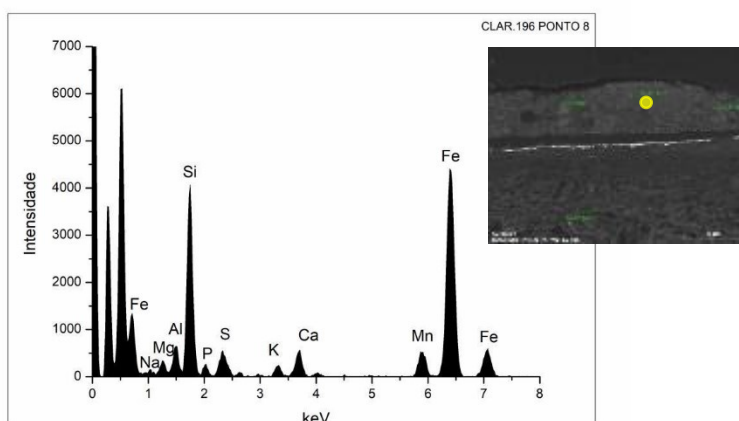 CLAR.196 PONTO 8
7000
6000
5000
4000
3000
2000
1000
0
Intensidade
Fe
Na
Mg
Al
Si
P
S
K
Ca
Mn
Fe
Fe
0 1 2 3 4 5 6 7 8
keV